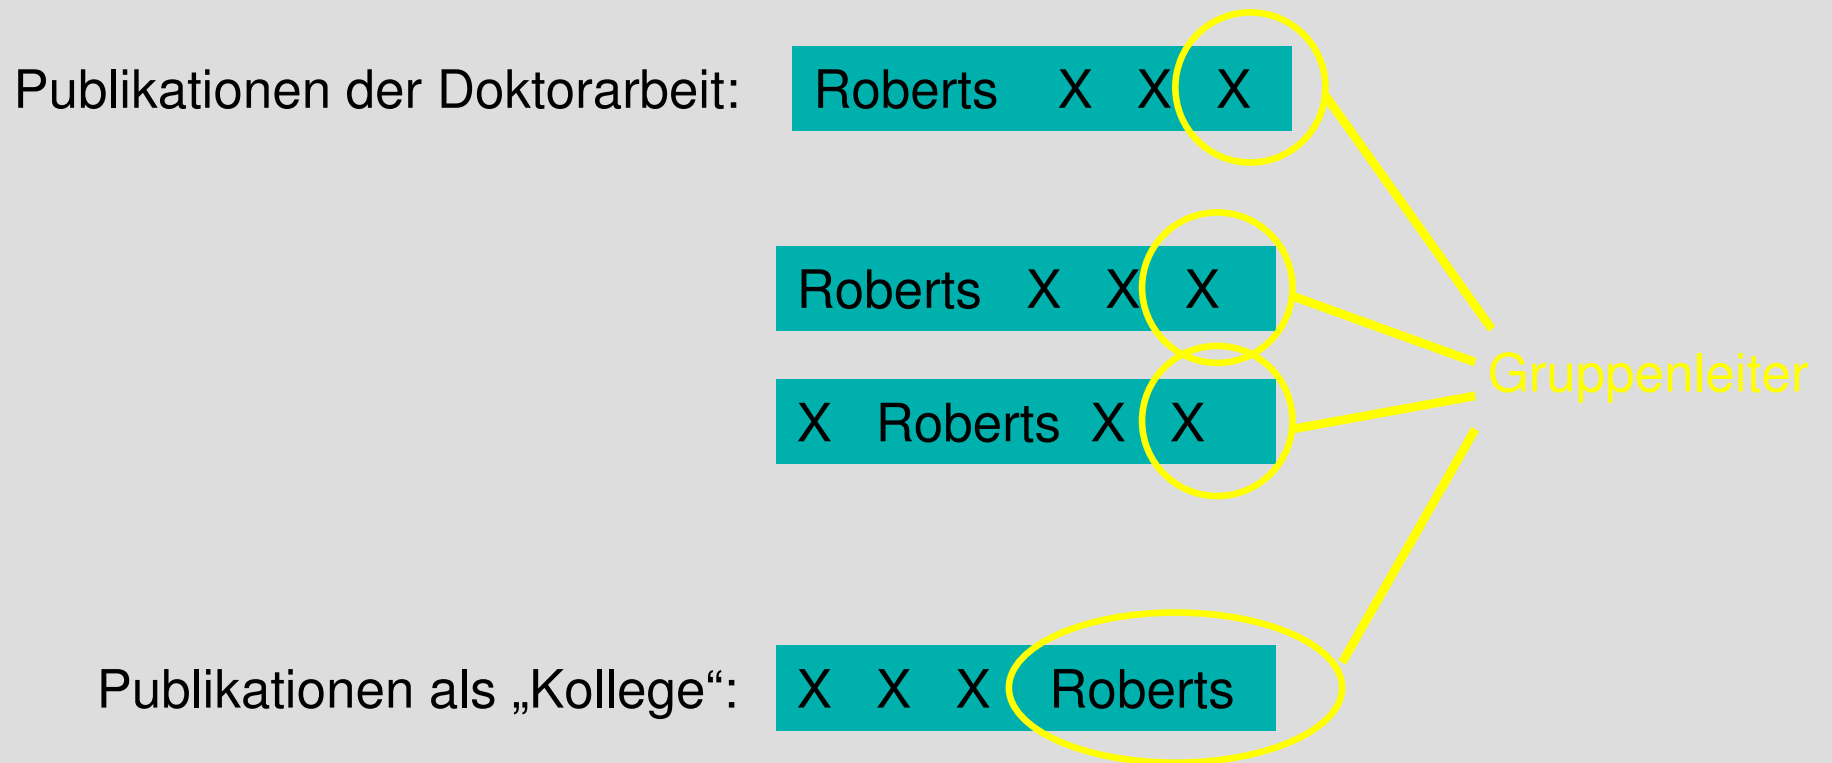 Publikationen der Doktorarbeit: Roberts X X X
Roberts X X X
Gruppenleiter
X Roberts X X
Publikationen als „Kollege“: X X X Roberts